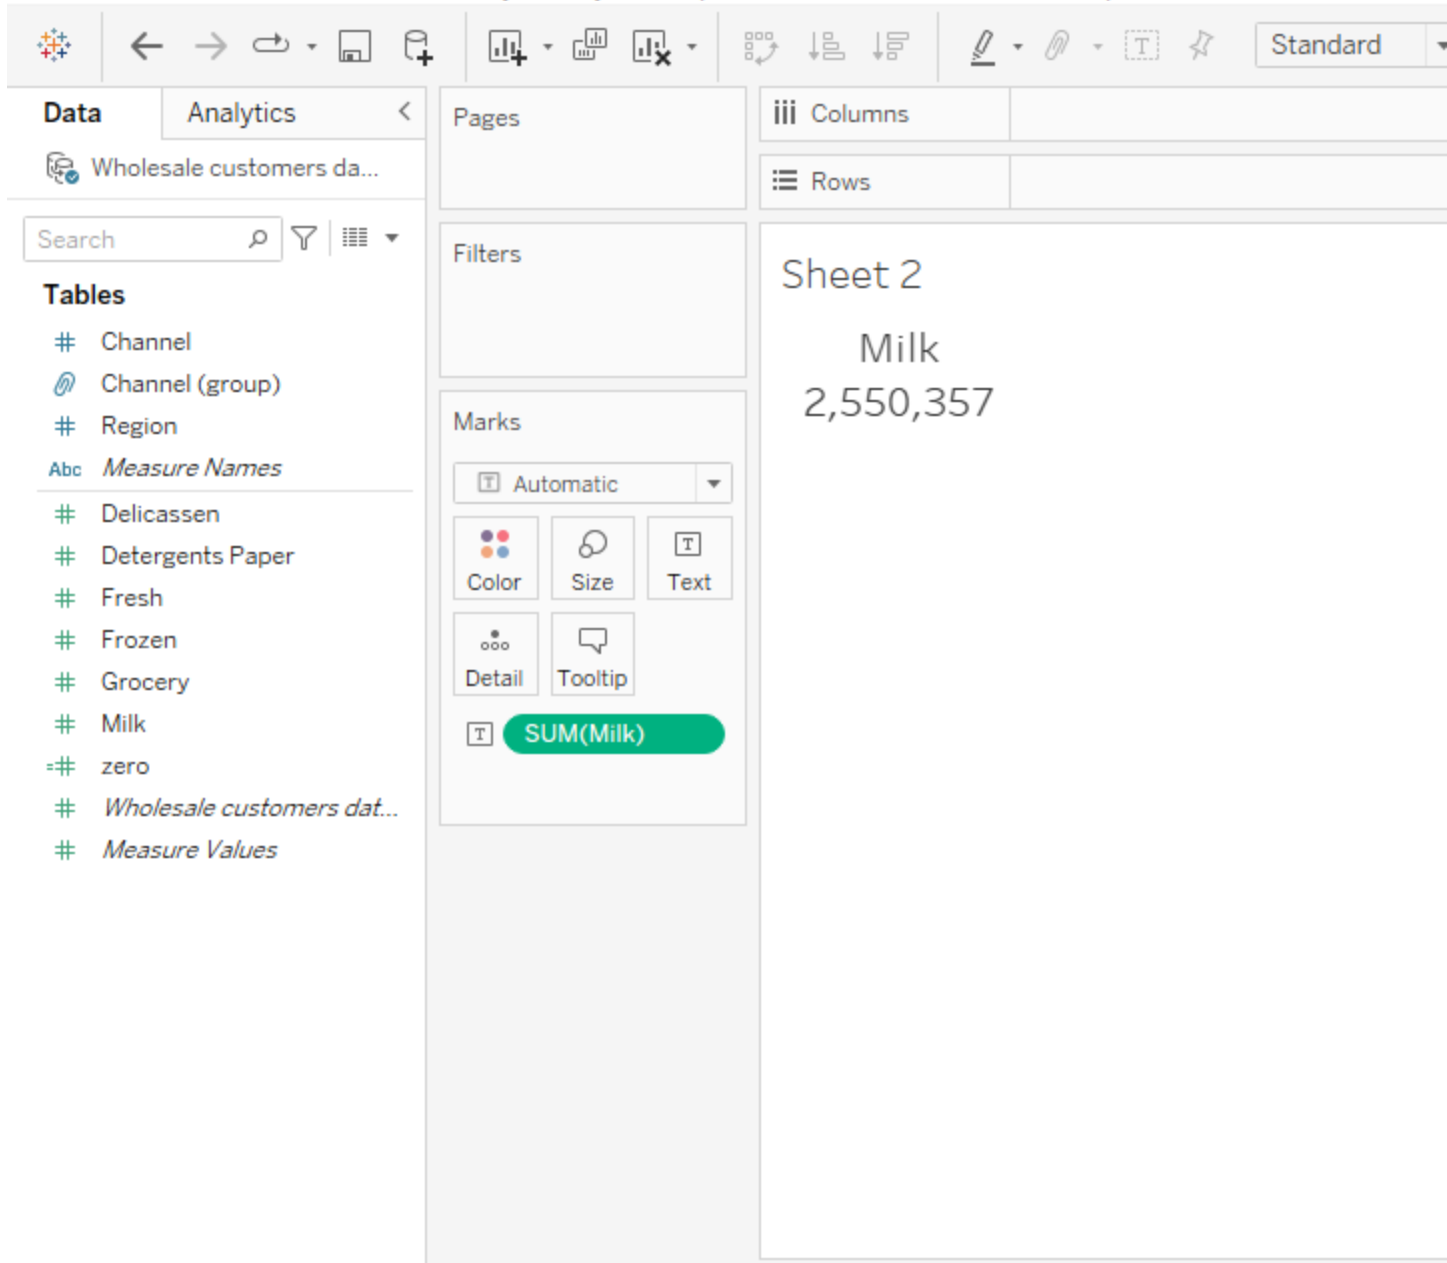 Standard
Data
Analytics
Wholesale customers da...
Search
Tables
Channel
Channel (group)
Region
Abc Measure Names
Delicassen
Detergents Paper
Fresh
Frozen
Grocery
Milk
zero
Wholesale customers dat...
Measure Values
Pages
Filters
Marks
Automatic
Color
Size
Text
Detail
Tooltip
SUM(Milk)
Columns
Rows
Sheet 2
Milk
2,550,357